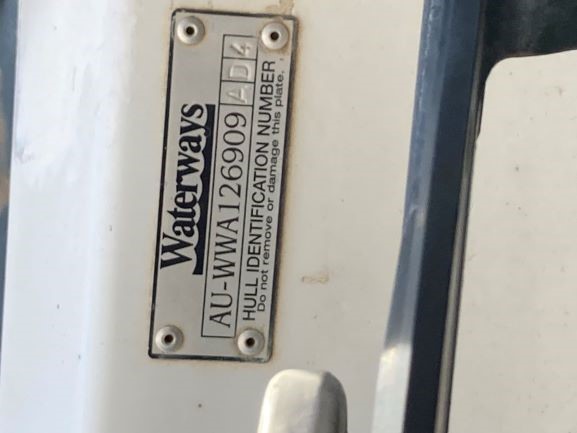 Waterways
AU-WWA126909AD4
HULL IDENTIFICATION NUMBER
Do not remove or damage this plate.